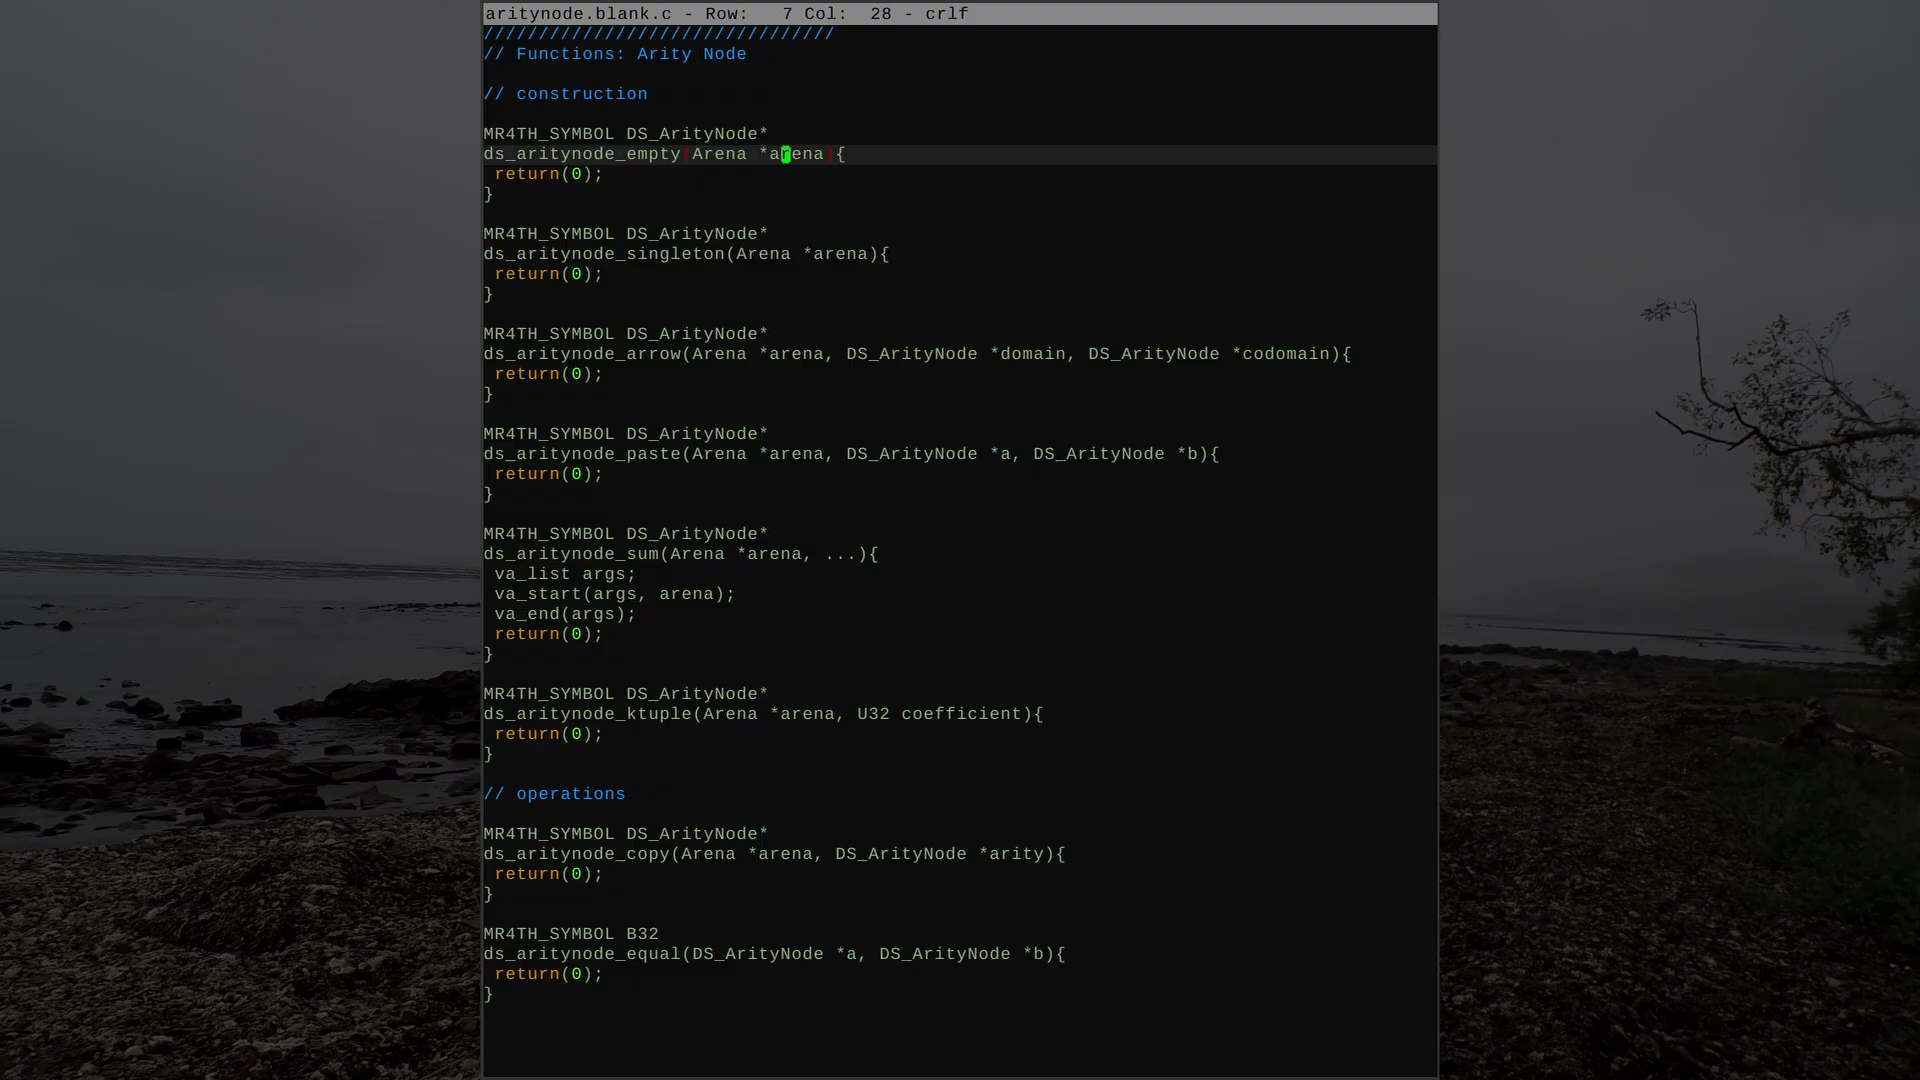 aritynode.blank.c - Row:   7 Col:  28 - crlf
////////////////////////////////
// Functions: Arity Node
// construction
MR4TH_SYMBOL DS_ArityNode*
ds_aritynode_empty(Arena *arena){
 return(0);
}
MR4TH_SYMBOL DS_ArityNode*
ds_aritynode_singleton(Arena *arena){
 return(0);
}
MR4TH_SYMBOL DS_ArityNode*
ds_aritynode_arrow(Arena *arena, DS_ArityNode *domain, DS_ArityNode *codomain){
 return(0);
}
MR4TH_SYMBOL DS_ArityNode*
ds_aritynode_paste(Arena *arena, DS_ArityNode *a, DS_ArityNode *b){
 return(0);
}
MR4TH_SYMBOL DS_ArityNode*
ds_aritynode_sum(Arena *arena, ...){
 va_list args;
 va_start(args, arena);
 va_end(args);
 return(0);
}
MR4TH_SYMBOL DS_ArityNode*
ds_aritynode_ktuple(Arena *arena, U32 coefficient){
 return(0);
}
// operations
MR4TH_SYMBOL DS_ArityNode*
ds_aritynode_copy(Arena *arena, DS_ArityNode *arity){
 return(0);
}
MR4TH_SYMBOL B32
ds_aritynode_equal(DS_ArityNode *a, DS_ArityNode *b){
 return(0);
}